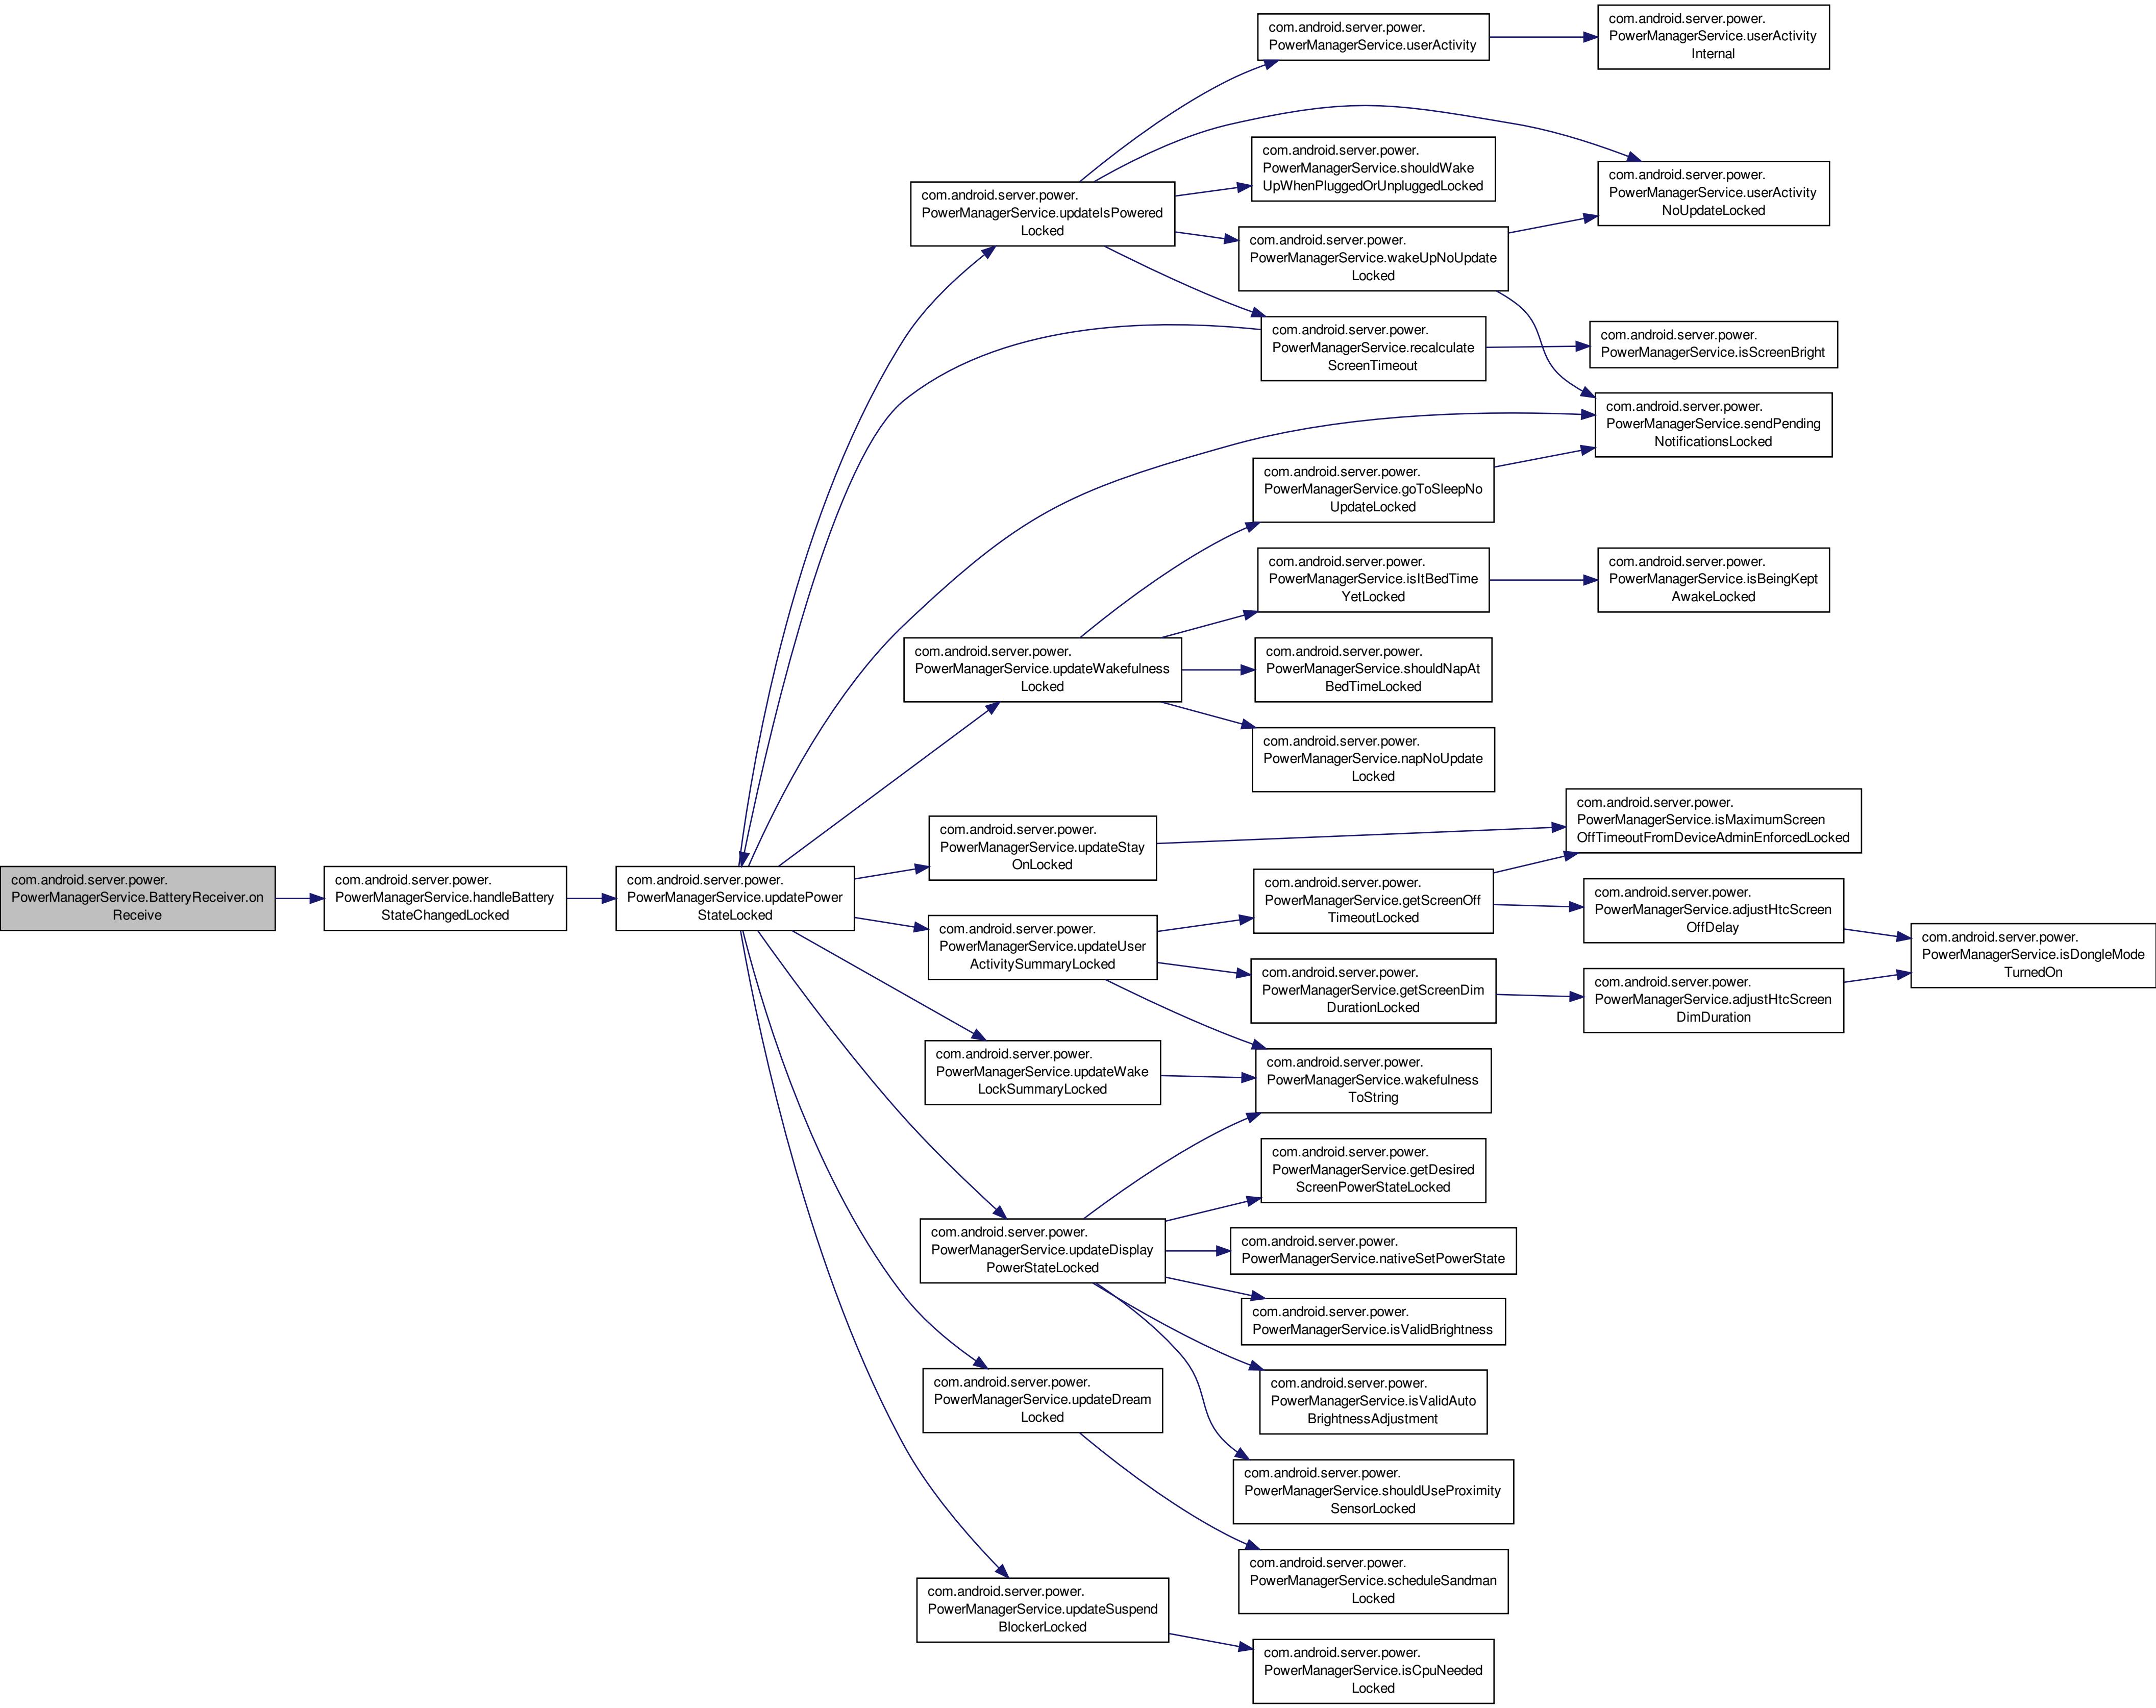 com.android.server.power.
PowerManagerService.BatteryReceiver.on
Receive
com.android.server.power.
PowerManagerService.handleBattery
StateChangedLocked
com.android.server.power.
PowerManagerService.updatePower
StateLocked
com.android.server.power.
PowerManagerService.updateIsPowered
Locked
com.android.server.power.
PowerManagerService.updateWakefulness
Locked
com.android.server.power.
PowerManagerService.updateStay
OnLocked
com.android.server.power.
PowerManagerService.updateUser
ActivitySummaryLocked
com.android.server.power.
PowerManagerService.updateWake
LockSummaryLocked
com.android.server.power.
PowerManagerService.updateDisplay
PowerStateLocked
com.android.server.power.
PowerManagerService.updateDream
Locked
com.android.server.power.
PowerManagerService.updateSuspend
BlockerLocked
com.android.server.power.
PowerManagerService.userActivity
com.android.server.power.
PowerManagerService.shouldWake
UpWhenPluggedOrUnpluggedLocked
com.android.server.power.
PowerManagerService.wakeUpNoUpdate
Locked
com.android.server.power.
PowerManagerService.recalculate
ScreenTimeout
com.android.server.power.
PowerManagerService.goToSleepNo
UpdateLocked
com.android.server.power.
PowerManagerService.isItBedTime
YetLocked
com.android.server.power.
PowerManagerService.shouldNapAt
BedTimeLocked
com.android.server.power.
PowerManagerService.napNoUpdate
Locked
com.android.server.power.
PowerManagerService.getScreenOff
TimeoutLocked
com.android.server.power.
PowerManagerService.getScreenDim
DurationLocked
com.android.server.power.
PowerManagerService.wakefulness
ToString
com.android.server.power.
PowerManagerService.getDesired
ScreenPowerStateLocked
com.android.server.power.
PowerManagerService.nativeSetPowerState
com.android.server.power.
PowerManagerService.isValidBrightness
com.android.server.power.
PowerManagerService.isValidAuto
BrightnessAdjustment
com.android.server.power.
PowerManagerService.shouldUseProximity
SensorLocked
com.android.server.power.
PowerManagerService.scheduleSandman
Locked
com.android.server.power.
PowerManagerService.isCpuNeeded
Locked
com.android.server.power.
PowerManagerService.userActivity
Internal
com.android.server.power.
PowerManagerService.userActivity
NoUpdateLocked
com.android.server.power.
PowerManagerService.isScreenBright
com.android.server.power.
PowerManagerService.sendPending
NotificationsLocked
com.android.server.power.
PowerManagerService.isBeingKept
AwakeLocked
com.android.server.power.
PowerManagerService.isMaximumScreen
OffTimeoutFromDeviceAdminEnforcedLocked
com.android.server.power.
PowerManagerService.adjustHtcScreen
OffDelay
com.android.server.power.
PowerManagerService.adjustHtcScreen
DimDuration
com.android.server.power.
PowerManagerService.isDongleMode
TurnedOn